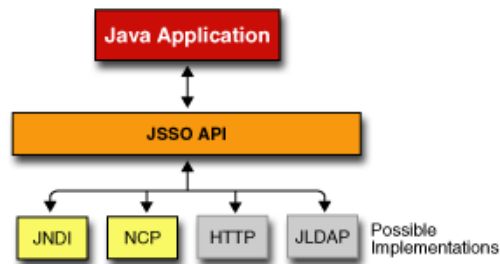 Java Application
JSSO API
JNDI
NCP
HTTP
JLDAP
Possible
Implementations